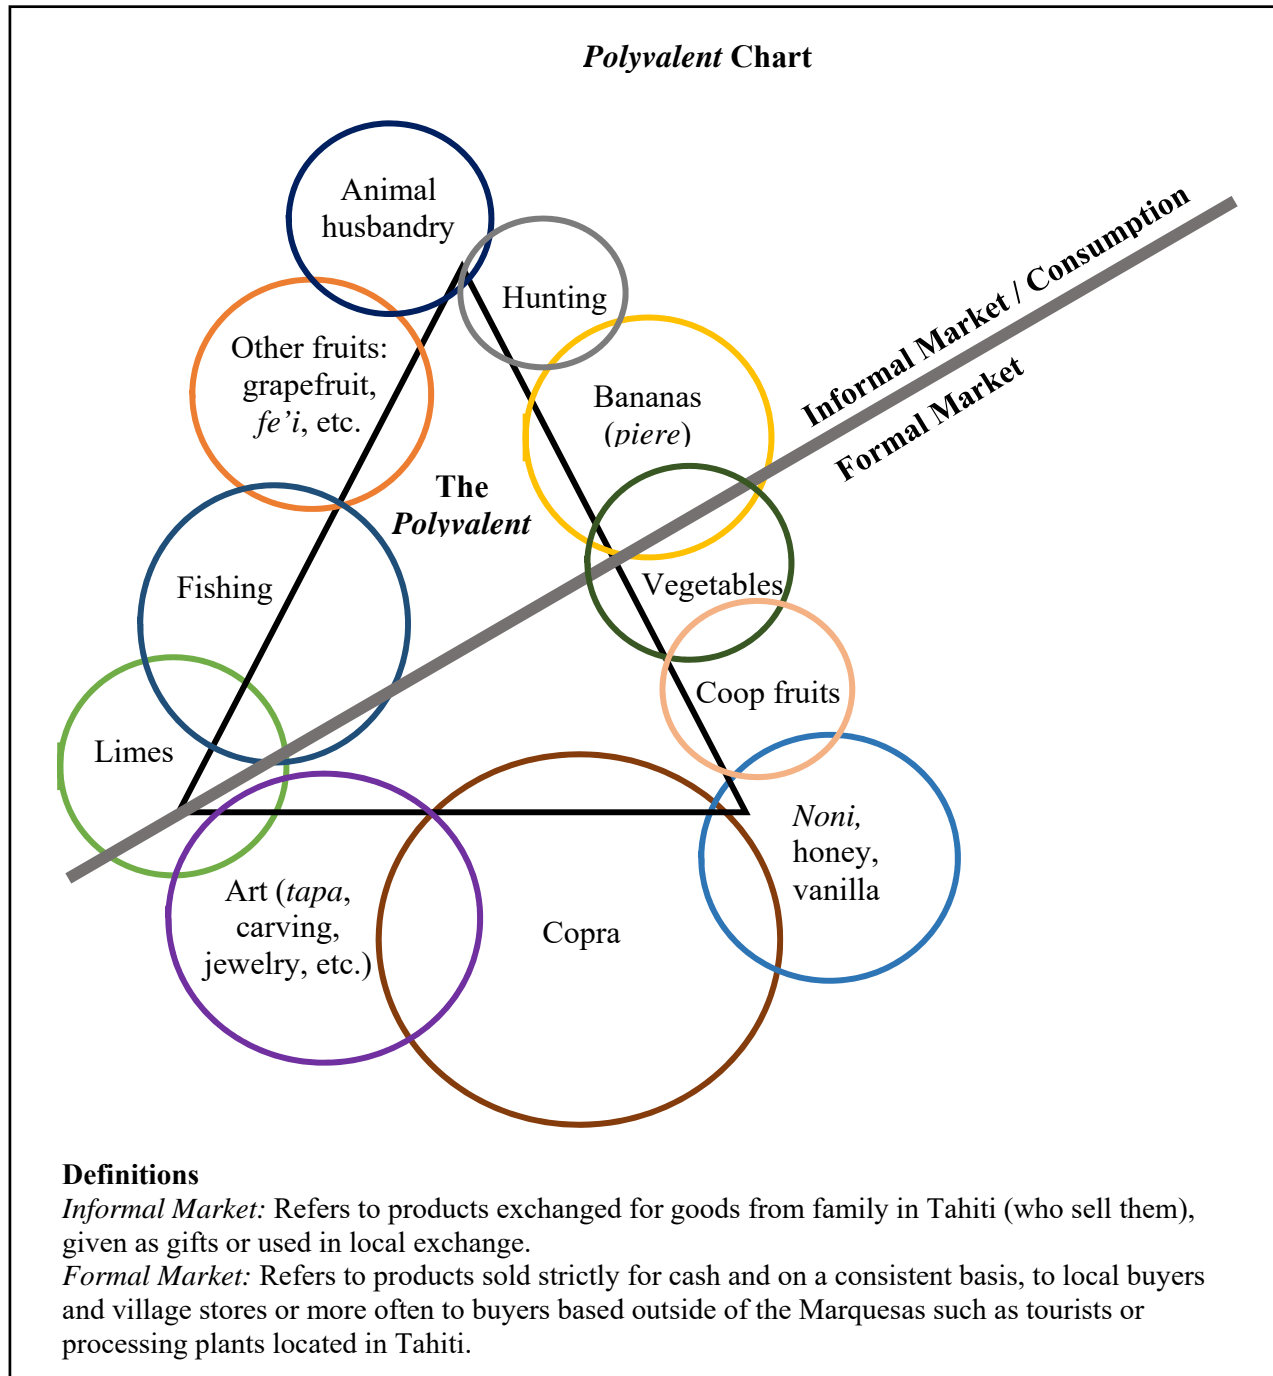 Polyvalent Chart
Animal
husbandry
Hunting
Informal Market / Consumption
Formal Market
Other fruits:
grapefruit,
fe’i, etc.
Bananas
(piere)
The
Polyvalent
Fishing
Vegetables
Coop fruits
Limes
Noni,
honey,
vanilla
Art (tapa,
carving,
jewelry, etc.)
Copra
Definitions
Informal Market: Refers to products exchanged for goods from family in Tahiti (who sell them),
given as gifts or used in local exchange.
Formal Market: Refers to products sold strictly for cash and on a consistent basis, to local buyers
and village stores or more often to buyers based outside of the Marquesas such as tourists or
processing plants located in Tahiti.